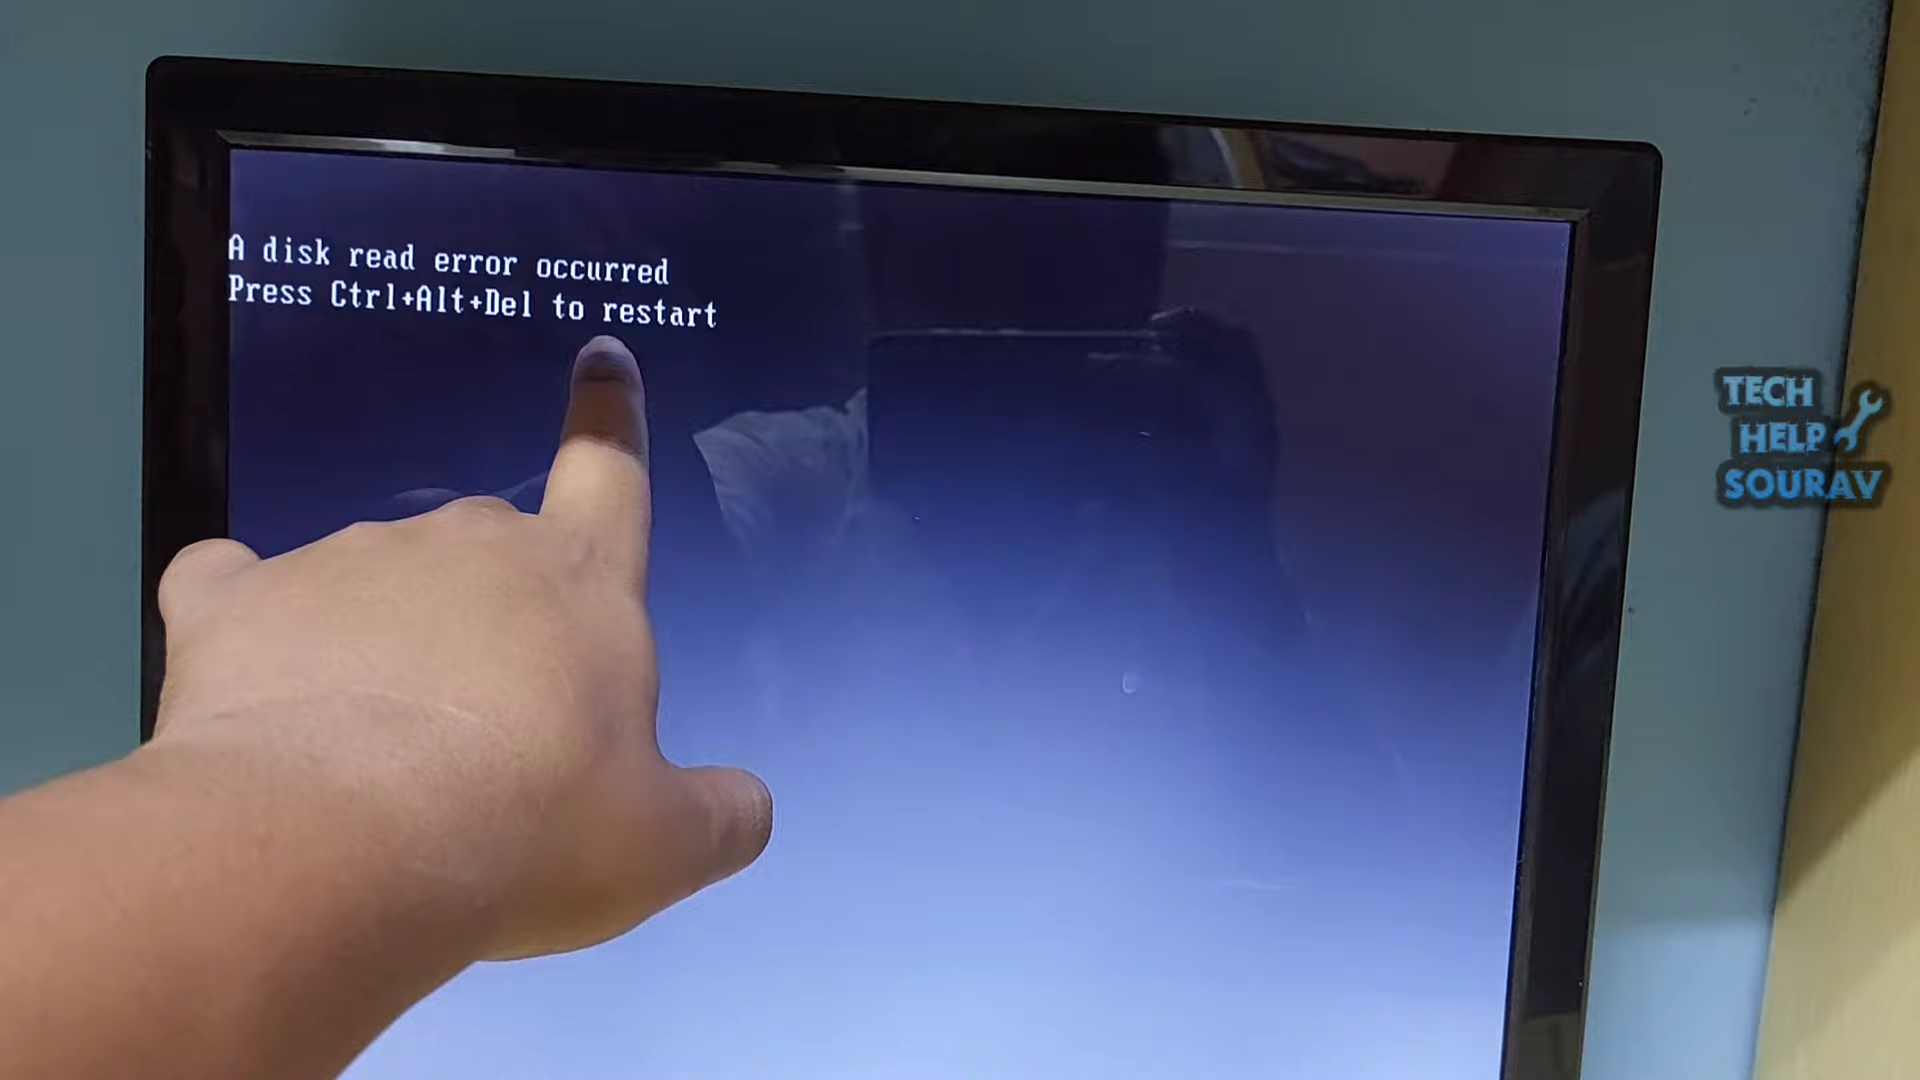 A disk read error occurred
Press Ctrl+Alt+Del to restart
TECH
HELP
SOURAV